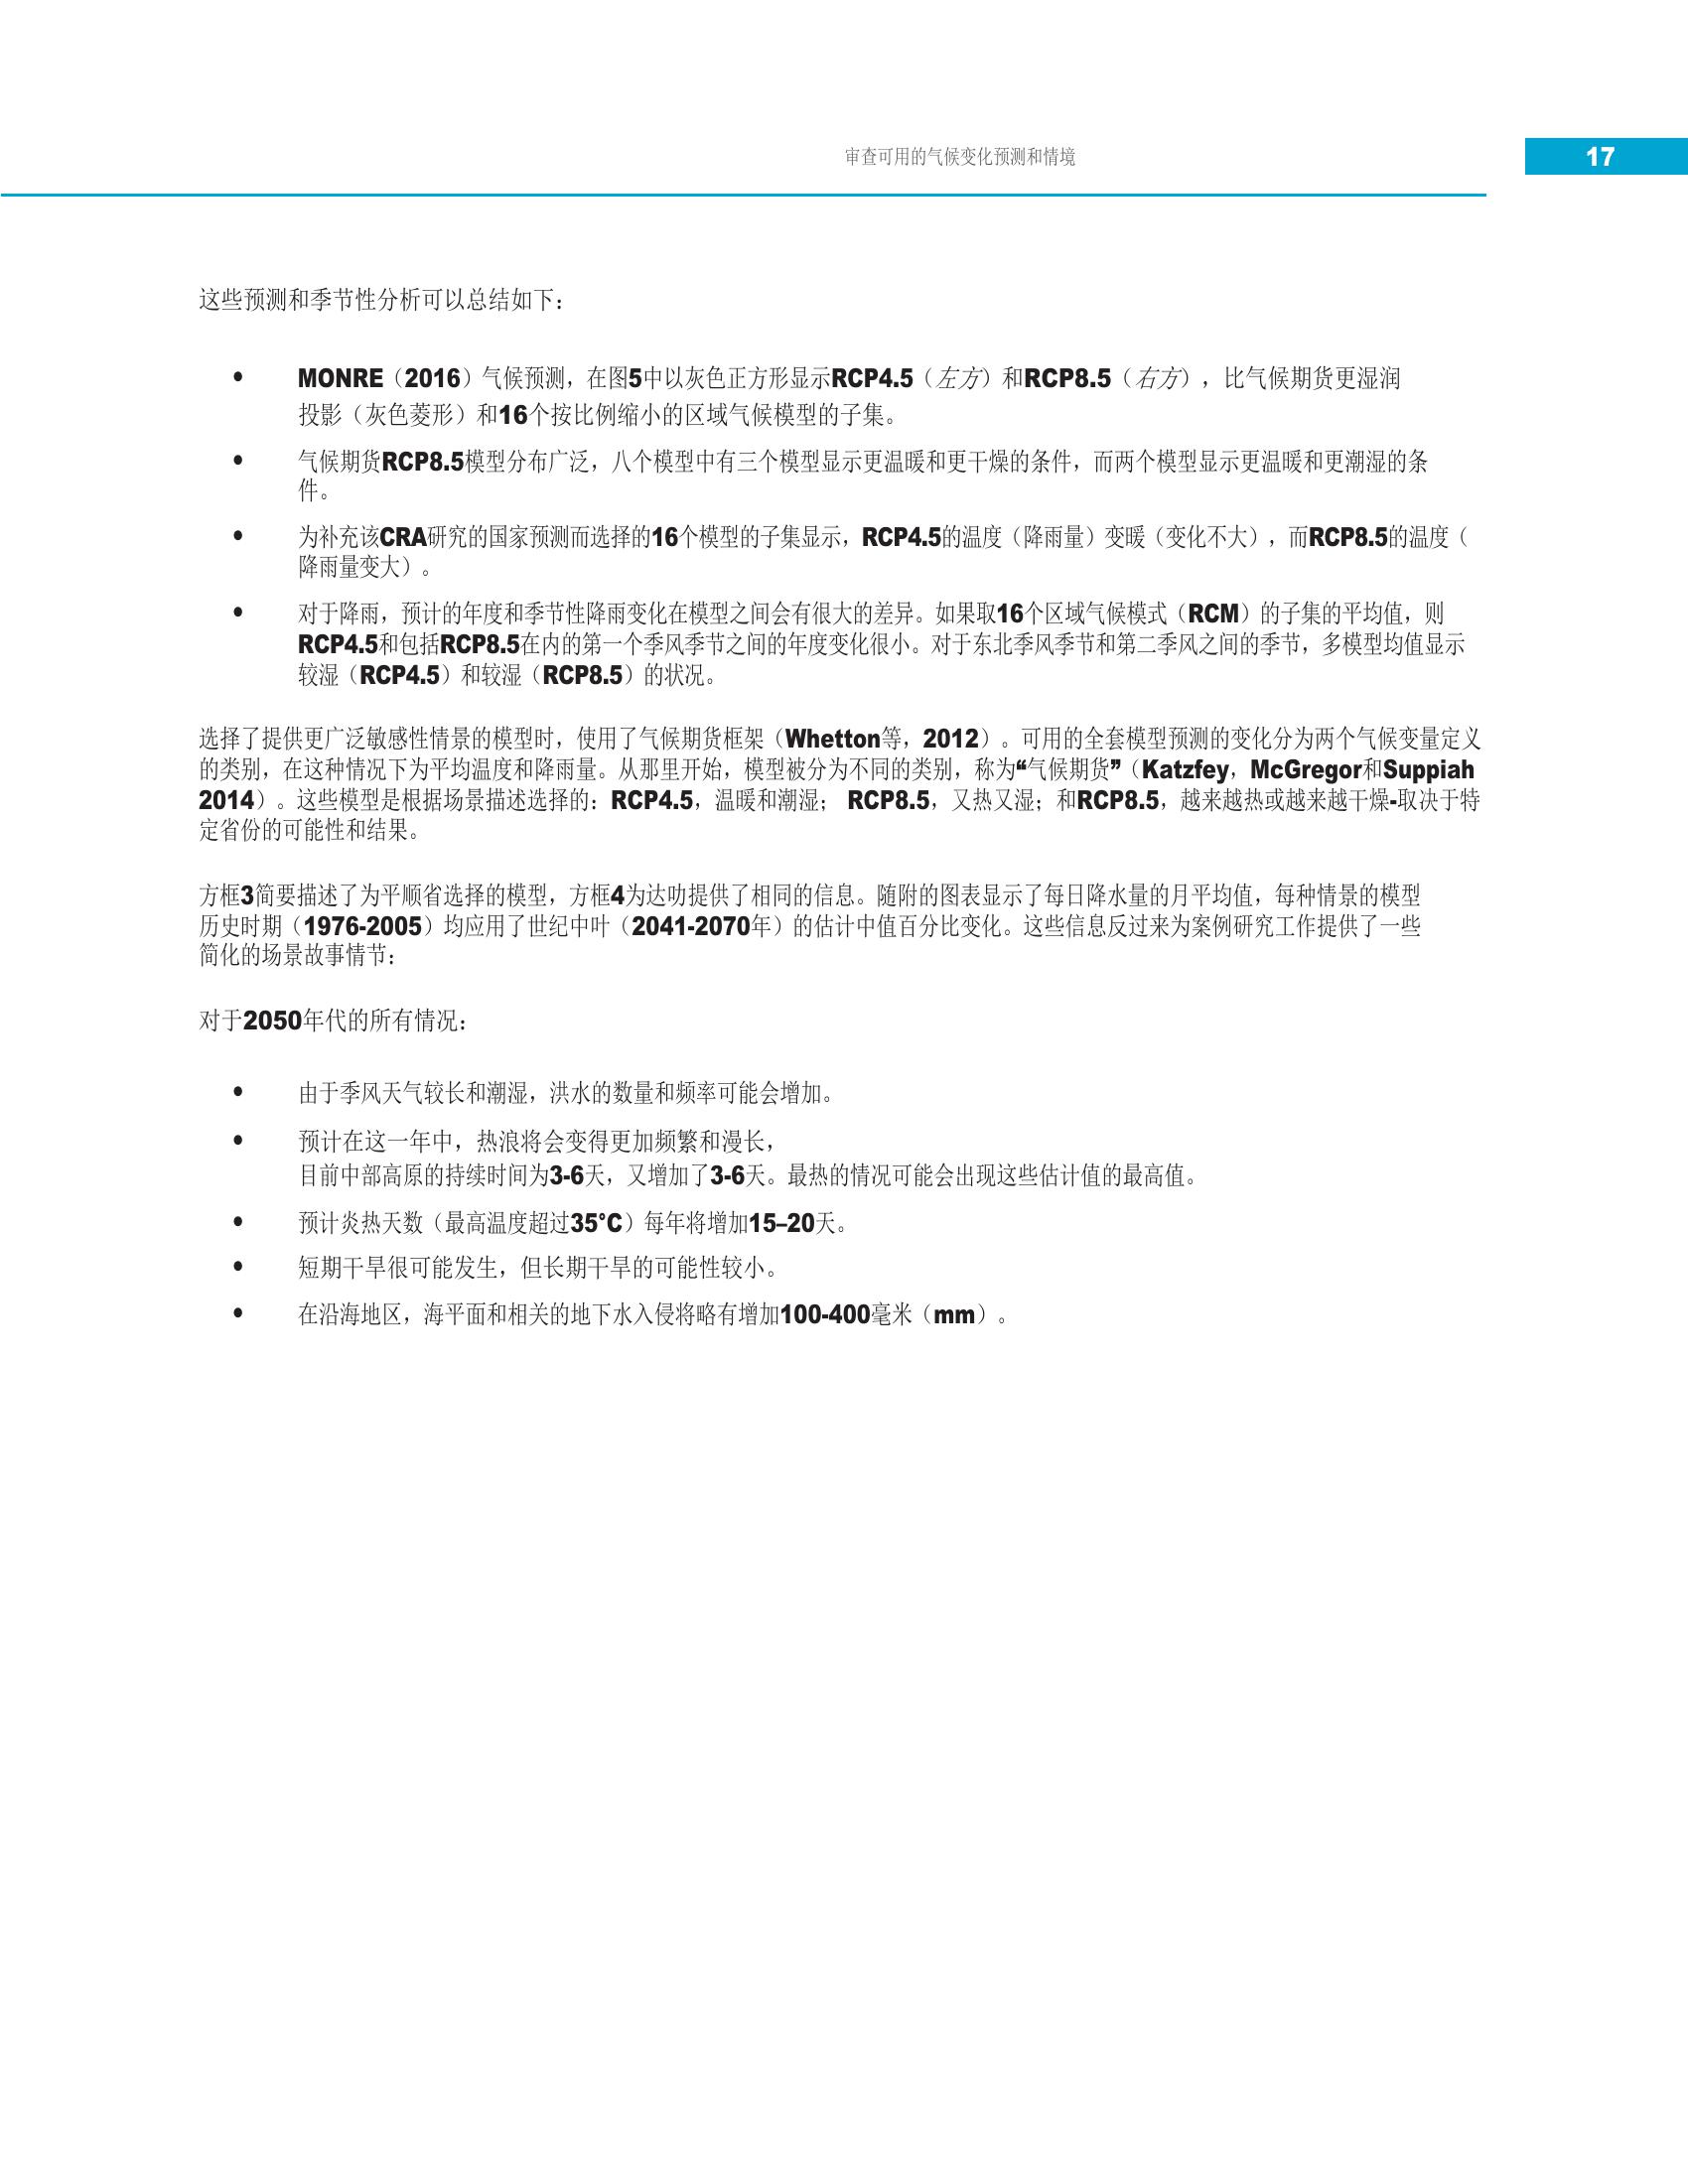 审查可用的气候变化预测和情境
17
这些预测和季节性分析可以总结如下：
• MONRE（2016）气候预测，在图5中以灰色正方形显示RCP4.5（左方）和RCP8.5（右方），比气候期货更湿润
投影（灰色菱形）和16个按比例缩小的区域气候模型的子集。
• 气候期货RCP8.5模型分布广泛，八个模型中有三个模型显示更温暖和更干燥的条件，而两个模型显示更温暖和更潮湿的条
件。
• 为补充该CRA研究的国家预测而选择的16个模型的子集显示，RCP4.5的温度（降雨量）变暖（变化不大），而RCP8.5的温度（
降雨量变大）。
• 对于降雨，预计的年度和季节性降雨变化在模型之间会有很大的差异。如果取16个区域气候模式（RCM）的子集的平均值，则
RCP4.5和包括RCP8.5在内的第一个季风季节之间的年度变化很小。对于东北季风季节和第二季风之间的季节，多模型均值显示
较湿（RCP4.5）和较湿（RCP8.5）的状况。
选择了提供更广泛敏感性情景的模型时，使用了气候期货框架（Whetton等，2012）。可用的全套模型预测的变化分为两个气候变量定义
的类别，在这种情况下为平均温度和降雨量。从那里开始，模型被分为不同的类别，称为“气候期货”（Katzfey，McGregor和Suppiah
2014）。这些模型是根据场景描述选择的：RCP4.5，温暖和潮湿； RCP8.5，又热又湿；和RCP8.5，越来越热或越来越干燥-取决于特
定省份的可能性和结果。
方框3简要描述了为平顺省选择的模型，方框4为达叻提供了相同的信息。随附的图表显示了每日降水量的月平均值，每种情景的模型
历史时期（1976-2005）均应用了世纪中叶（2041-2070年）的估计中值百分比变化。这些信息反过来为案例研究工作提供了一些
简化的场景故事情节：
对于2050年代的所有情况：
• 由于季风天气较长和潮湿，洪水的数量和频率可能会增加。
• 预计在这一年中，热浪将会变得更加频繁和漫长，
目前中部高原的持续时间为3-6天，又增加了3-6天。最热的情况可能会出现这些估计值的最高值。
• 预计炎热天数（最高温度超过35°C）每年将增加15–20天。
• 短期干旱很可能发生，但长期干旱的可能性较小。
• 在沿海地区，海平面和相关的地下水入侵将略有增加100-400毫米（mm）。